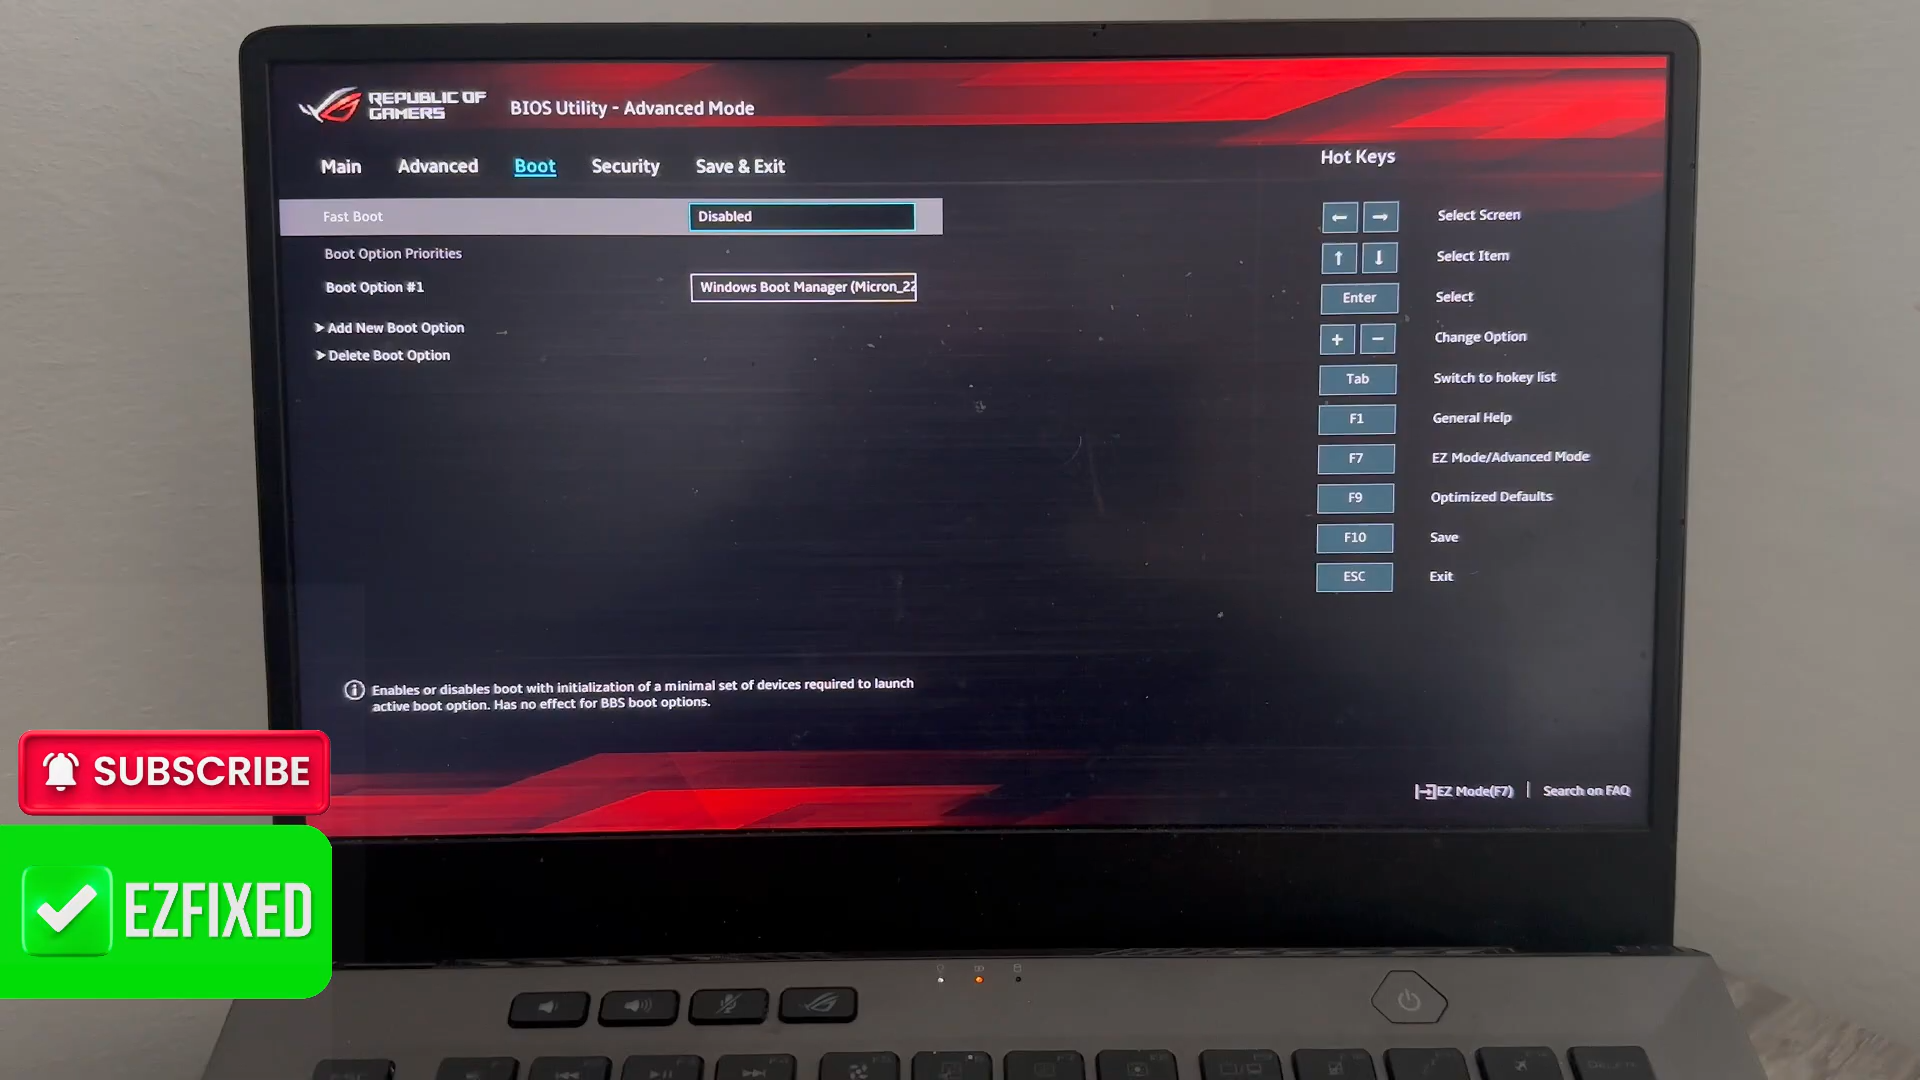 REPUBLIC OF
GAMERS
BIOS Utility - Advanced Mode
Main Advanced Boot Security Save & Exit
Fast Boot Disabled
Boot Option Priorities
Boot Option #1 Windows Boot Manager (Micron_22
Add New Boot Option
Delete Boot Option
Hot Keys
← → Select Screen
↑ ↓ Select Item
Enter Select
+ − Change Option
Tab Switch to hokey list
F1 General Help
F7 EZ Mode/Advanced Mode
F9 Optimized Defaults
F10 Save
ESC Exit
Enables or disables boot with initialization of a minimal set of devices required to launch
active boot option. Has no effect for BBS boot options.
EZ Mode(F7) | Search on FAQ
SUBSCRIBE
EZFIXED